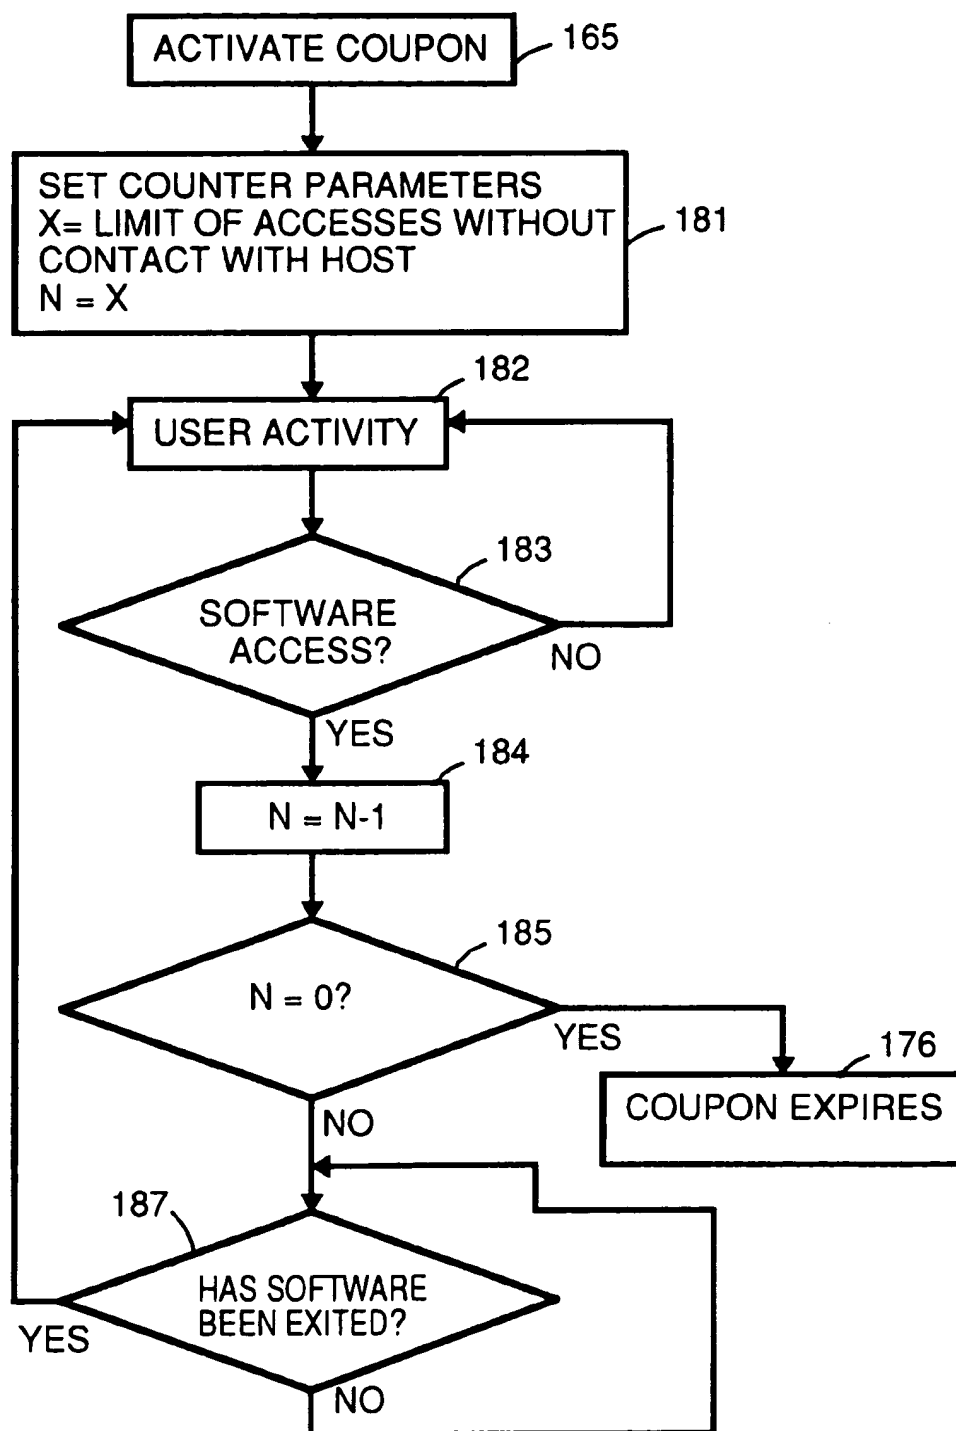 ACTIVATE COUPON
165
SET COUNTER PARAMETERS
X= LIMIT OF ACCESSES WITHOUT
CONTACT WITH HOST
N = X
181
182
USER ACTIVITY
183
SOFTWARE
ACCESS?
NO
YES
184
N = N-1
185
N = 0?
YES
176
COUPON EXPIRES
NO
187
HAS SOFTWARE
BEEN EXITED?
YES
NO